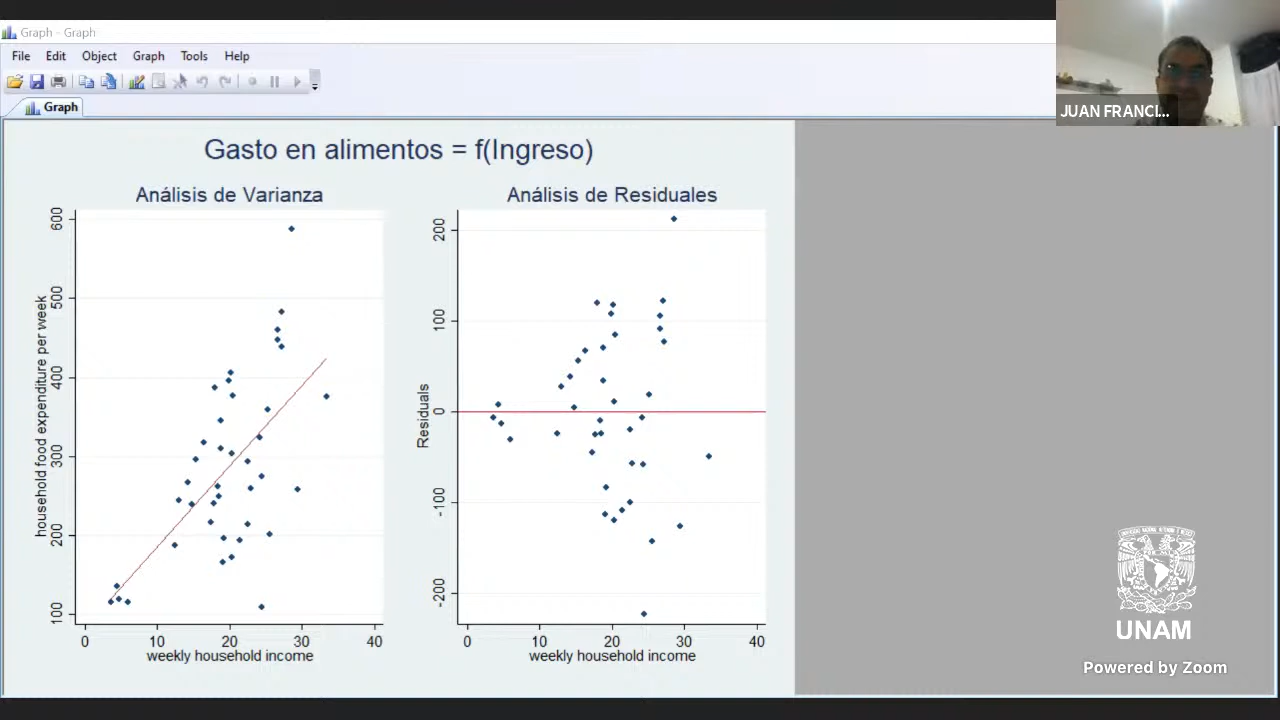 Graph - Graph
File Edit Object Graph Tools Help
Graph
JUAN FRANCI...
Gasto en alimentos = f(Ingreso)
Análisis de Varianza
Análisis de Residuales
household food expenditure per week
600
500
400
300
200
100
0 10 20 30 40
weekly household income
Residuals
200
100
0
-100
-200
0 10 20 30 40
weekly household income
UNAM
Powered by Zoom